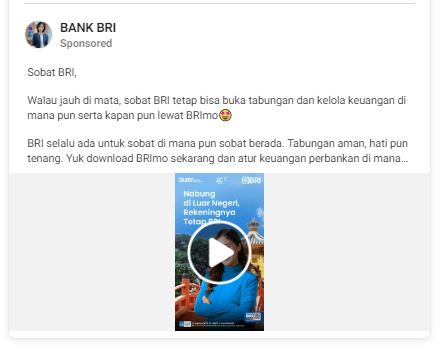 BANK BRI
Sponsored
Sobat BRI,
Walau jauh di mata, sobat BRI tetap bisa buka tabungan dan kelola keuangan di
mana pun serta kapan pun lewat BRImo🤩
BRI selalu ada untuk sobat di mana pun sobat berada. Tabungan aman, hati pun
tenang. Yuk download BRImo sekarang dan atur keuangan perbankan di mana...
BRI
Nabung
di Luar Negeri,
Rekeningnya
Tetap BRI